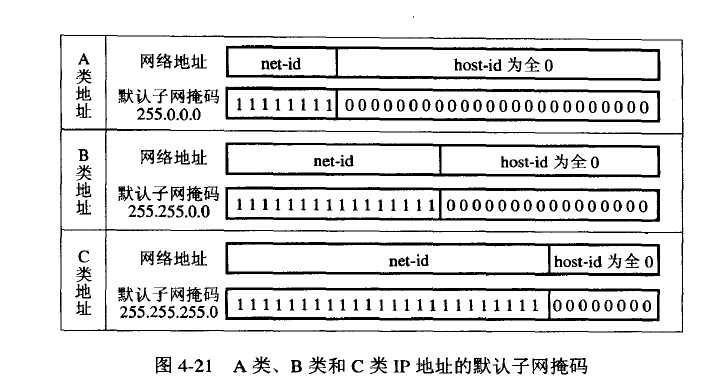 A类地址
网络地址 net-id host-id 为全 0
默认子网掩码
255.0.0.0
11111111 000000000000000000000000
B类地址
网络地址 net-id host-id 为全 0
默认子网掩码
255.255.0.0
1111111111111111 0000000000000000
C类地址
网络地址 net-id host-id 为全 0
默认子网掩码
255.255.255.0
111111111111111111111111 00000000
图 4-21 A 类、B 类和 C 类 IP 地址的默认子网掩码